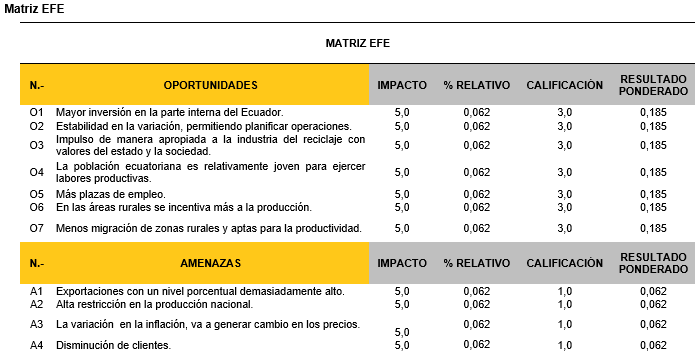 Matriz EFE
MATRIZ EFE
N.- OPORTUNIDADES IMPACTO % RELATIVO CALIFICACIÓN RESULTADO PONDERADO
O1 Mayor inversión en la parte interna del Ecuador. 5,0 0,062 3,0 0,185
O2 Estabilidad en la variación, permitiendo planificar operaciones. 5,0 0,062 3,0 0,185
O3 Impulso de manera apropiada a la industria del reciclaje con
valores del estado y la sociedad. 5,0 0,062 3,0 0,185
O4 La población ecuatoriana es relativamente joven para ejercer
labores productivas. 5,0 0,062 3,0 0,185
O5 Más plazas de empleo. 5,0 0,062 3,0 0,185
O6 En las áreas rurales se incentiva más a la producción. 5,0 0,062 3,0 0,185
O7 Menos migración de zonas rurales y aptas para la productividad. 5,0 0,062 3,0 0,185
N.- AMENAZAS IMPACTO % RELATIVO CALIFICACIÓN RESULTADO PONDERADO
A1 Exportaciones con un nivel porcentual demasiadamente alto. 5,0 0,062 1,0 0,062
A2 Alta restricción en la producción nacional. 5,0 0,062 1,0 0,062
A3 La variación en la inflación, va a generar cambio en los precios. 5,0 0,062 1,0 0,062
A4 Disminución de clientes. 5,0 0,062 1,0 0,062